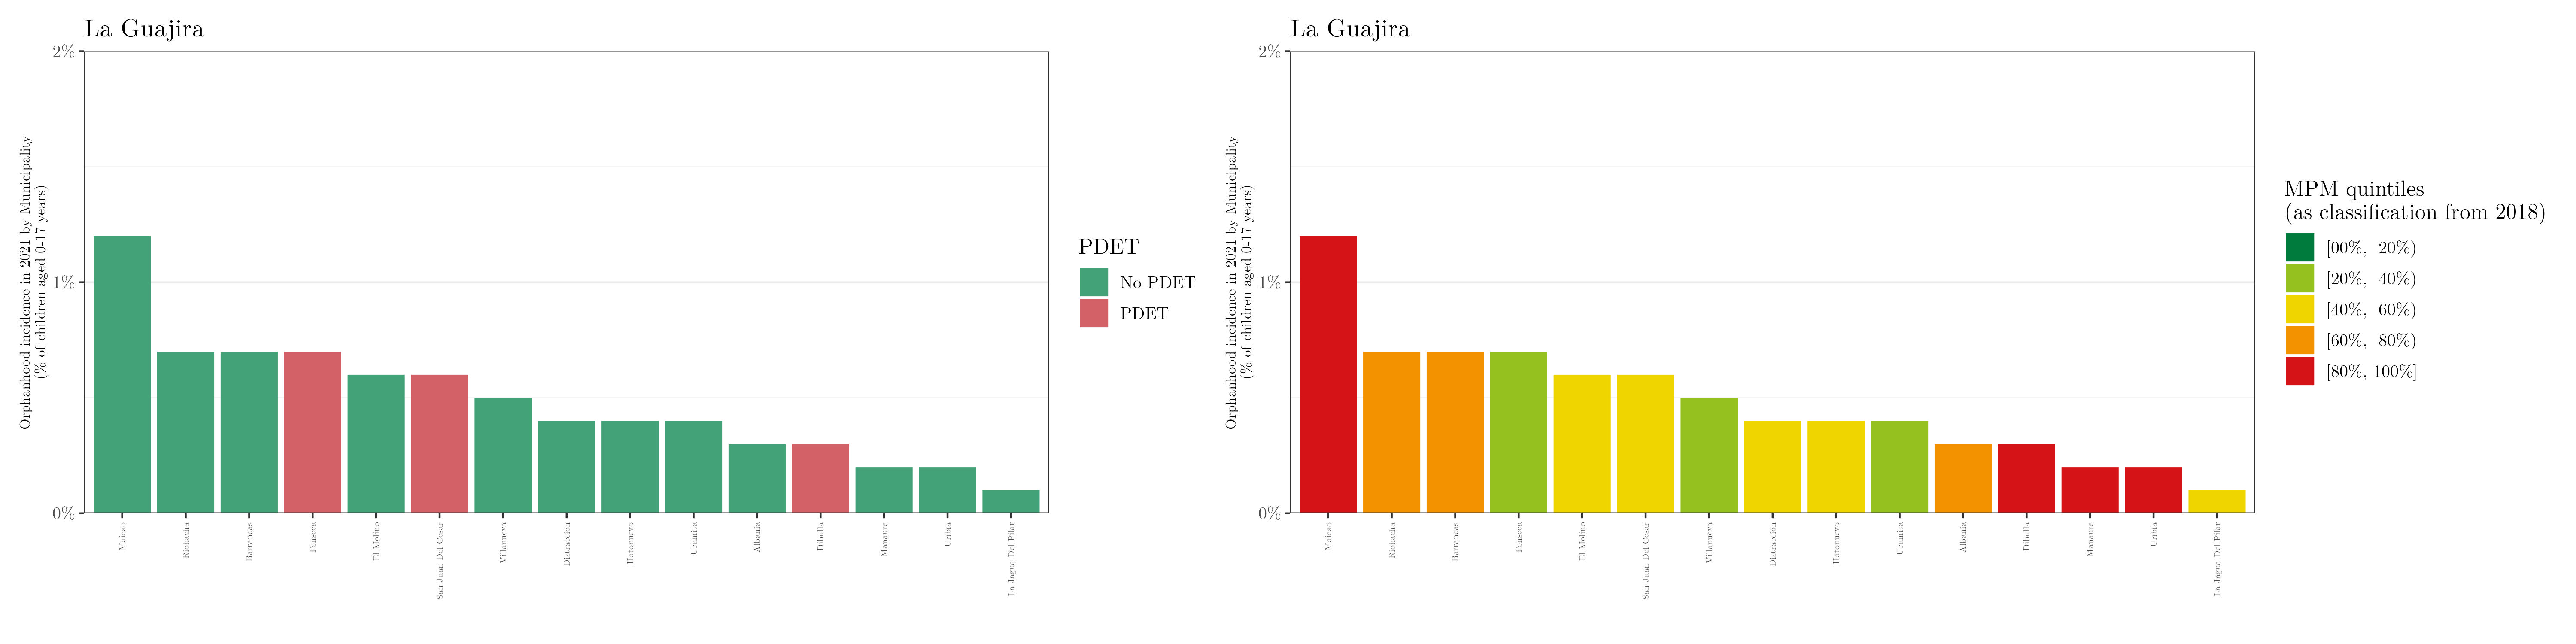 La Guajira
2%
1%
0%
Orphanhood incidence in 2021 by Municipality
(% of children aged 0-17 years)
Maicao
Riohacha
Barrancas
Fonseca
El Molino
San Juan Del Cesar
Villanueva
Distracción
Hatonuevo
Urumita
Albania
Dibulla
Manaure
Uribia
La Jagua Del Pilar
PDET
No PDET
PDET
La Guajira
2%
1%
0%
Orphanhood incidence in 2021 by Municipality
(% of children aged 0-17 years)
Maicao
Riohacha
Barrancas
Fonseca
El Molino
San Juan Del Cesar
Villanueva
Distracción
Hatonuevo
Urumita
Albania
Dibulla
Manaure
Uribia
La Jagua Del Pilar
MPM quintiles
(as classification from 2018)
[00%, 20%)
[20%, 40%)
[40%, 60%)
[60%, 80%)
[80%, 100%]